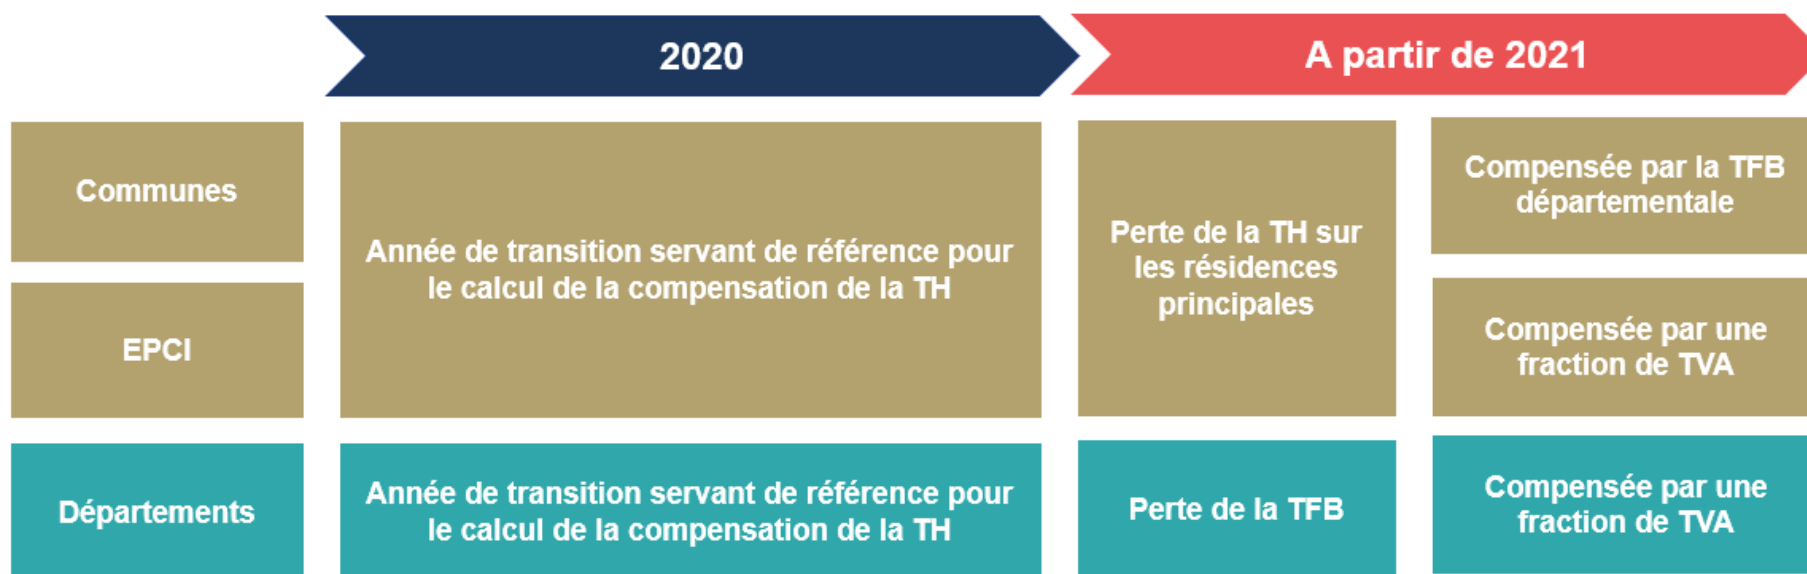 2020
A partir de 2021
Communes
EPCI
Année de transition servant de référence pour
le calcul de la compensation de la TH
Perte de la TH sur
les résidences
principales
Compensée par la TFB
départementale
Compensée par une
fraction de TVA
Départements
Année de transition servant de référence pour
le calcul de la compensation de la TH
Perte de la TFB
Compensée par une
fraction de TVA